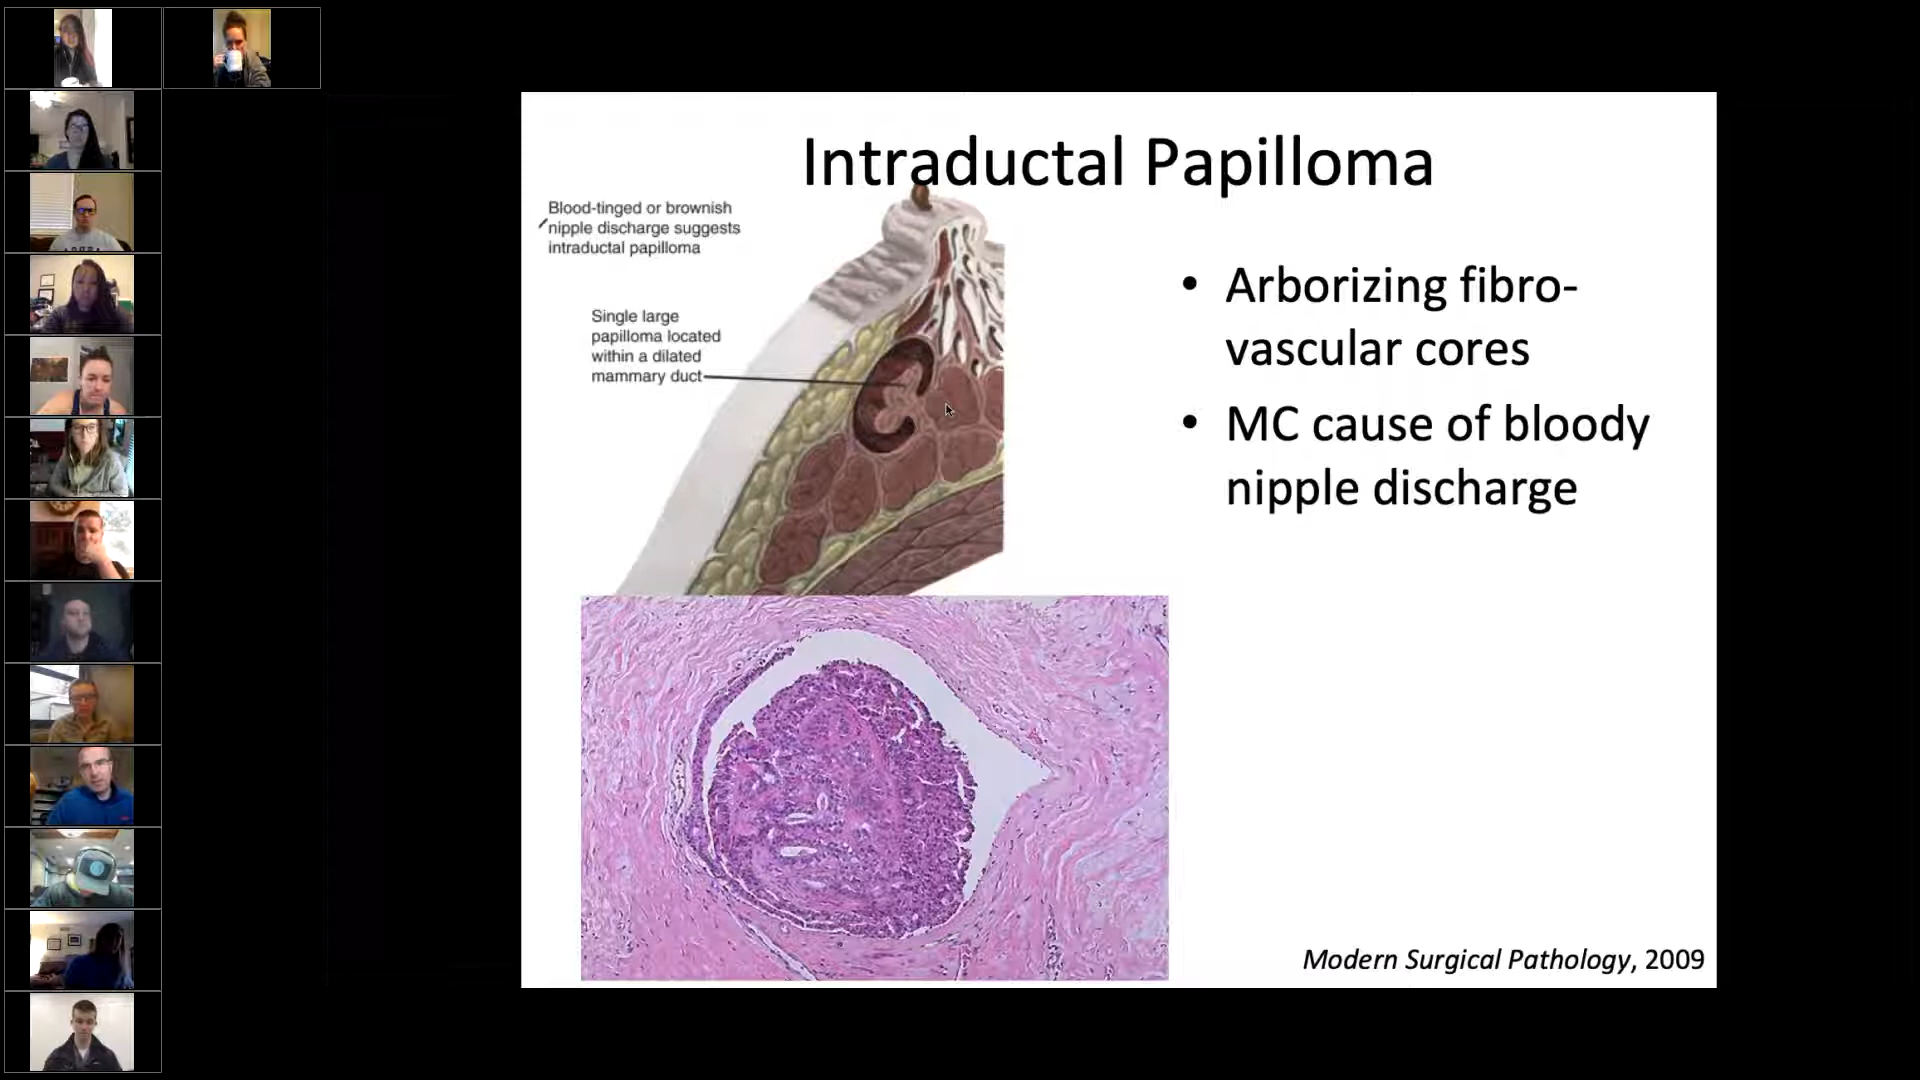 Intraductal Papilloma
Blood-tinged or brownish
nipple discharge suggests
intraductal papilloma
Single large
papilloma located
within a dilated
mammary duct
• Arborizing fibro-
vascular cores
• MC cause of bloody
nipple discharge
Modern Surgical Pathology, 2009